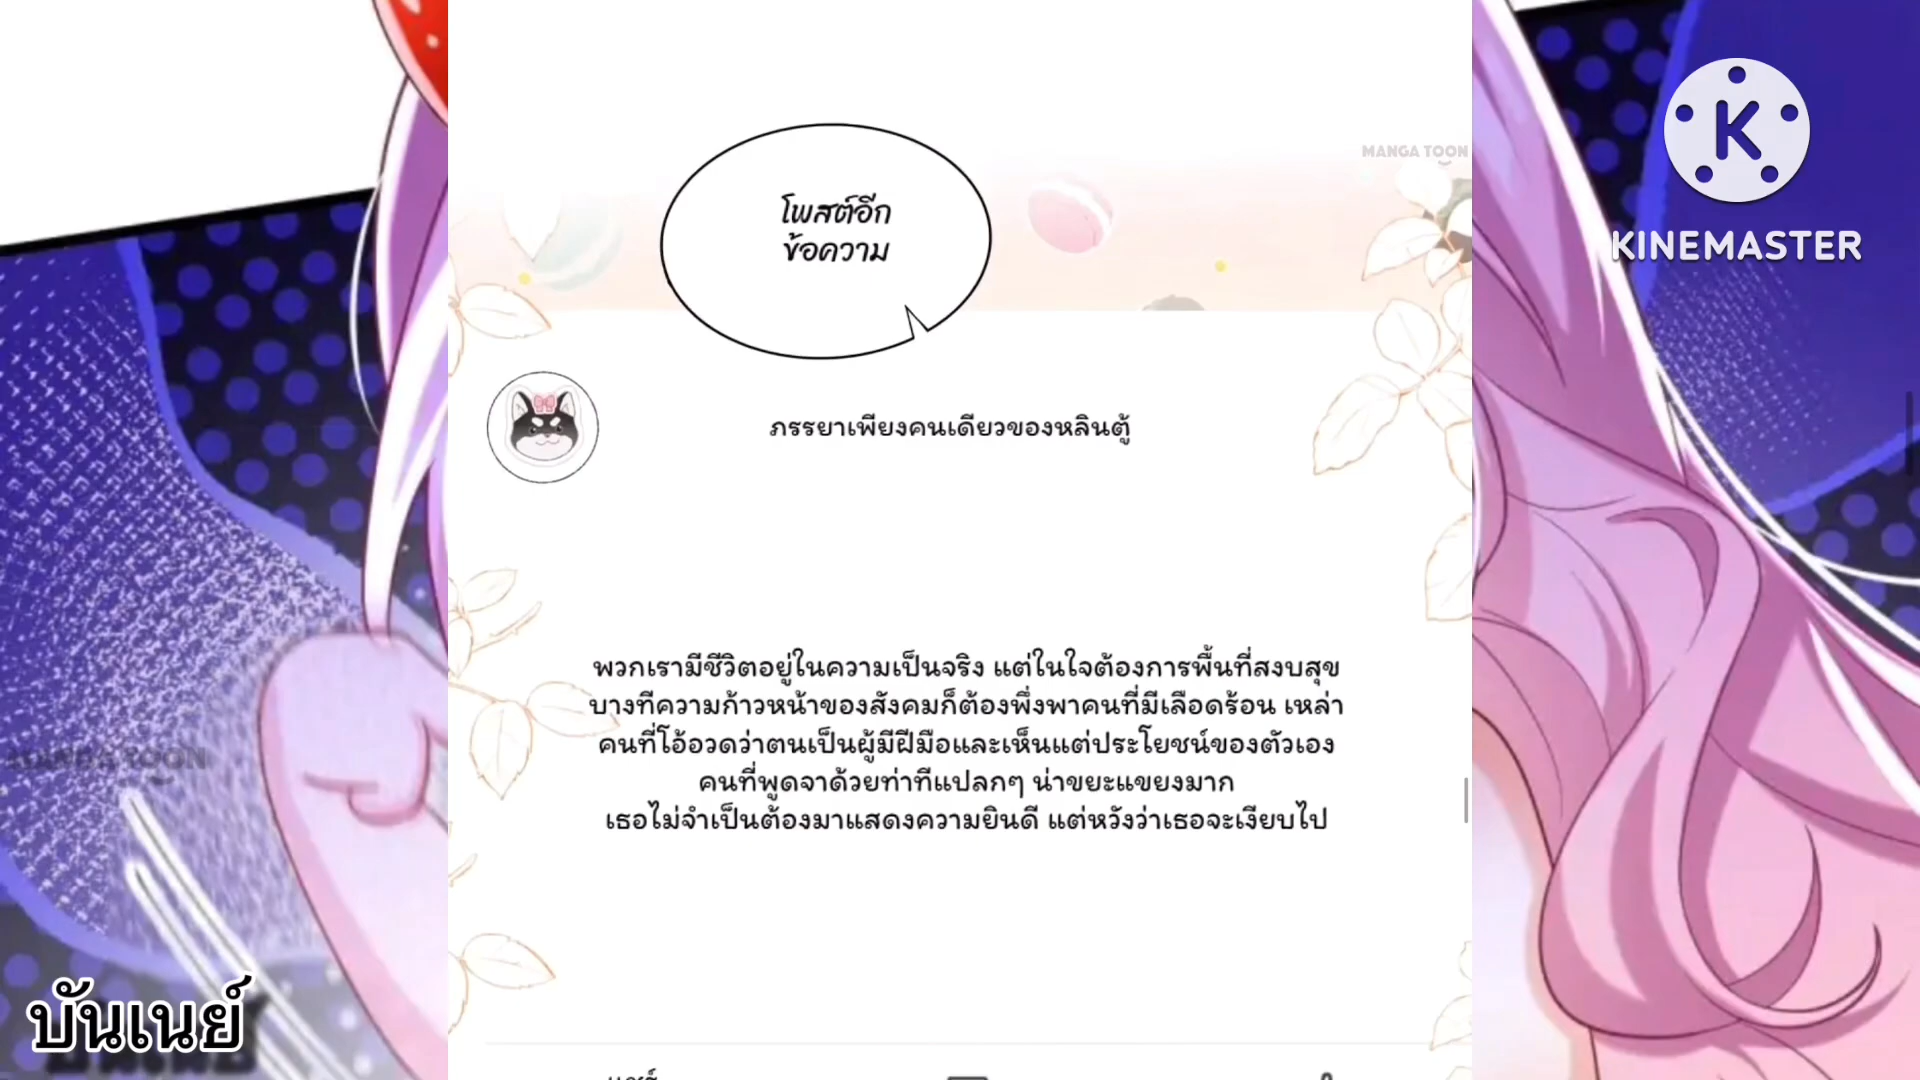 MANGA TOON
K
KINEMASTER
โพสต์อีก
ข้อความ
ภรรยาเพียงคนเดียวของหลินตู้
พวกเรามีชีวิตอยู่ในความเป็นจริง แต่ในใจต้องการพื้นที่สงบสุข
บางทีความก้าวหน้าของสังคมก็ต้องพึ่งพาคนที่มีเลือดร้อน เหล่า
คนที่โอ้อวดว่าตนเป็นผู้มีฝีมือและเห็นแต่ประโยชน์ของตัวเอง
คนที่พูดจาด้วยท่าทีแปลกๆ น่าขยะแขยงมาก
เธอไม่จำเป็นต้องมาแสดงความยินดี แต่หวังว่าเธอจะเงียบไป
MANGA TOON
บันเนย์